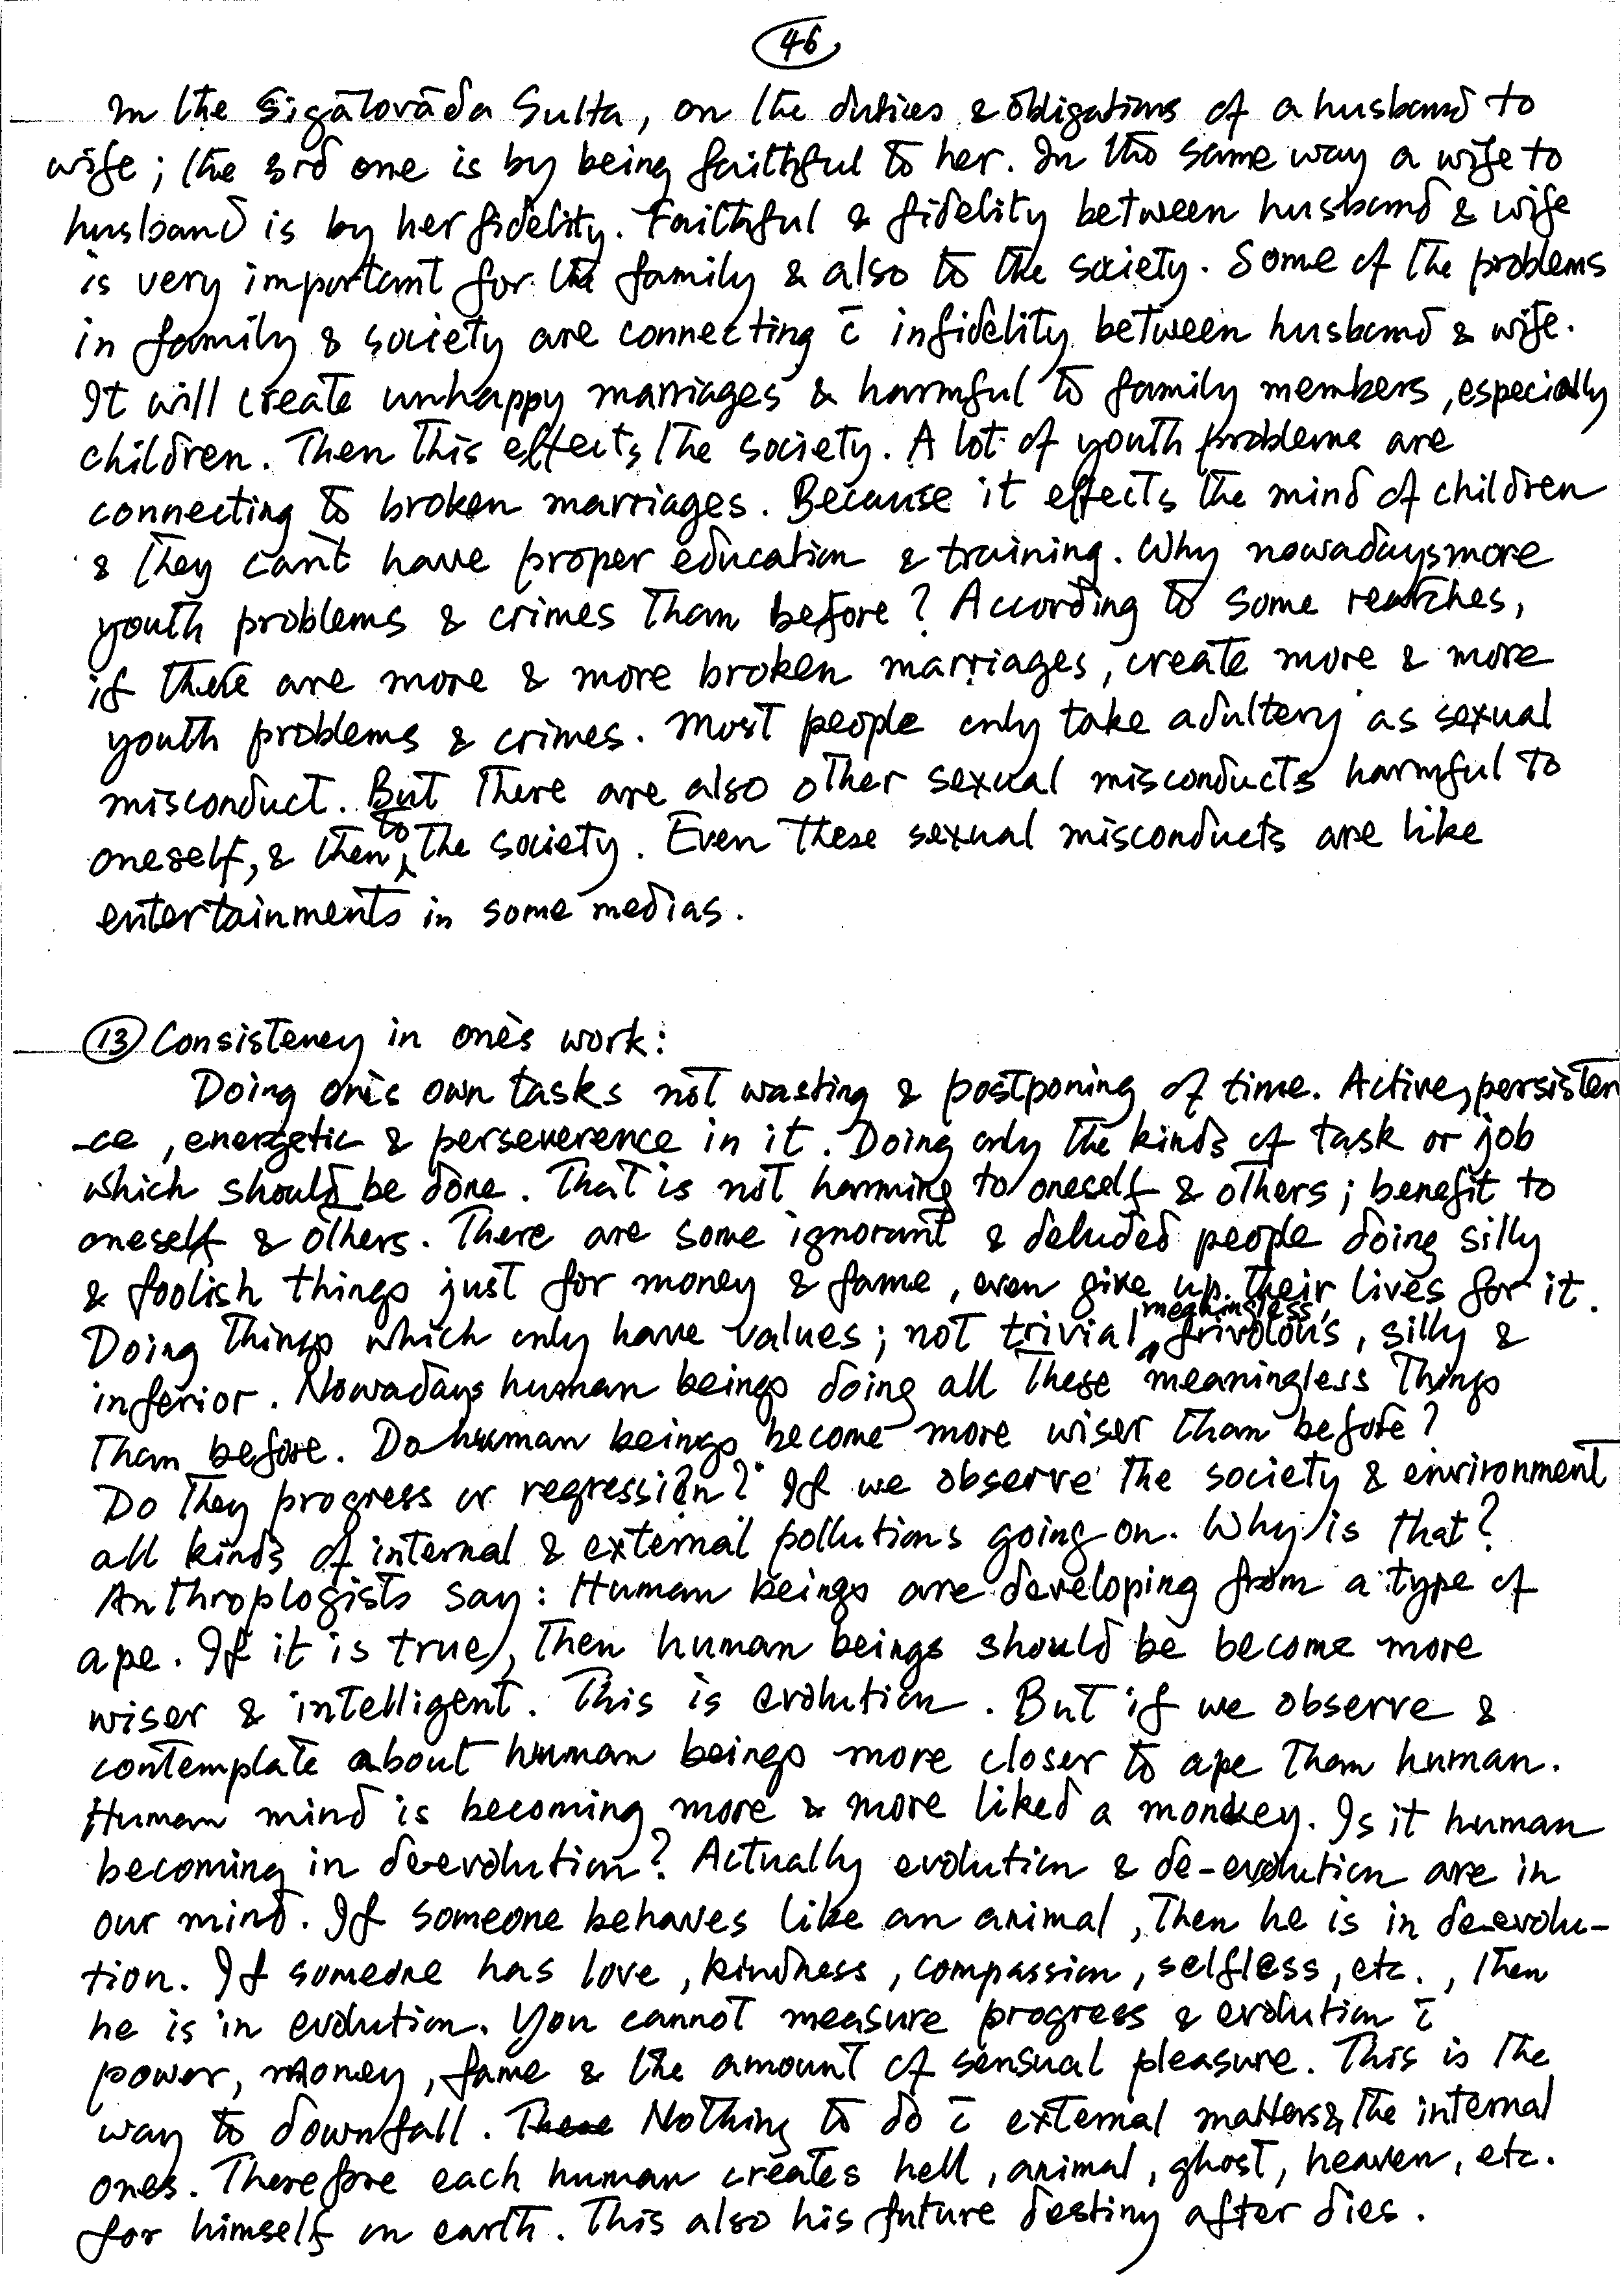 46
In the Sigālovāda Sutta, on the duties & obligations of a husband to
wife; the 3rd one is by being faithful to her. In the same way a wife to
husband is by her fidelity. Faithful & fidelity between husband & wife
is very important for the family & also to the society. Some of the problems
in family & society are connecting c̄ infidelity between husband & wife.
It will create unhappy marriages & harmful to family members, especially
children. Then this effects the society. A lot of youth problems are
connecting to broken marriages. Because it effects the mind of children
& they can't have proper education & training. Why nowadays more
youth problems & crimes than before? According to some
if there are more & more broken marriages, create more & more
youth problems & crimes. Most people only take adultery as sexual
misconduct. But there are also other sexual misconducts harmful to
oneself, & then to the society. Even these sexual misconducts are like
entertainments in some medias.
13 Consistency in one's work:
Doing one's own tasks not wasting & postponing of time. Active, persisten
-ce, energetic & perseverence in it. Doing only the kinds of task or job
which should be done. That is not harming to oneself & others; benefit to
oneself & others. There are some ignorant & deluded people doing silly
& foolish things just for money & fame, even give up their lives for it.
Doing things which only have values; not trivial, meaningless, frivolous, silly &
inferior. Nowadays human beings doing all these meaningless things
than before. Do human beings become more wiser than before?
Do they progress or regression? If we observe the society & environment
all kinds of internal & external pollutions going on. Why is that?
Anthroplogists say: Human beings are developing from a type of
ape. If it is true, then human beings should be become more
wiser & intelligent. This is evolution. But if we observe &
contemplate about human beings more closer to ape than human.
Human mind is becoming more & more liked a monkey. Is it human
becoming in de-evolution? Actually evolution & de-evolution are in
our mind. If someone behaves like an animal, then he is in de-evolu-
tion. If someone has love, kindness, compassion, selfless, etc., then
he is in evolution. You cannot measure progress & evolution c̄
power, money, fame & the amount of sensual pleasure. This is the
way to downfall. There Nothing to do c̄ external matters & the internal
ones. Therefore each human creates hell, animal, ghost, heaven, etc.
for himself on earth. This also his future destiny after dies.